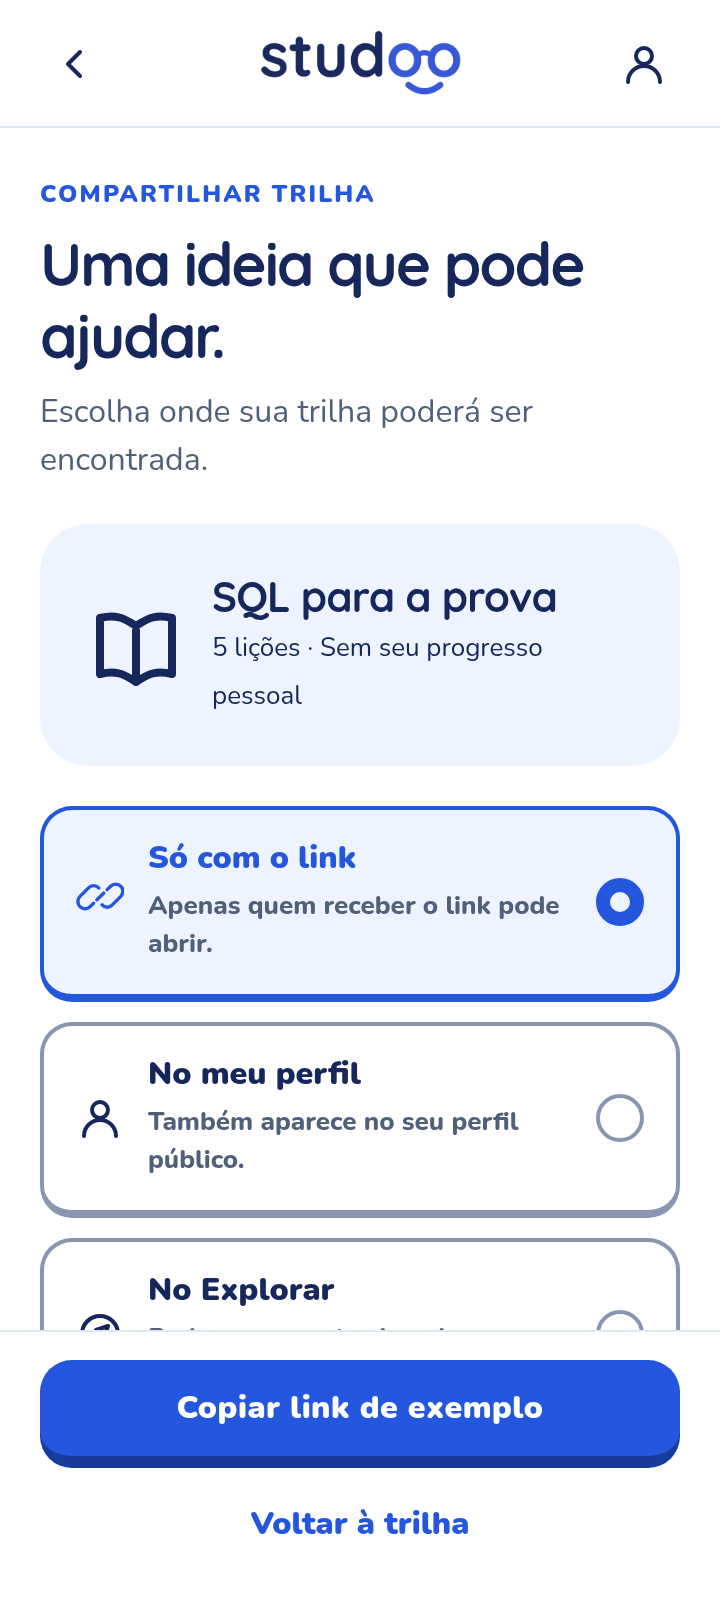 studoo
COMPARTILHAR TRILHA
Uma ideia que pode
ajudar.
Escolha onde sua trilha poderá ser
encontrada.
SQL para a prova
5 lições · Sem seu progresso
pessoal
Só com o link
Apenas quem receber o link pode
abrir.
No meu perfil
Também aparece no seu perfil
público.
No Explorar
Copiar link de exemplo
Voltar à trilha